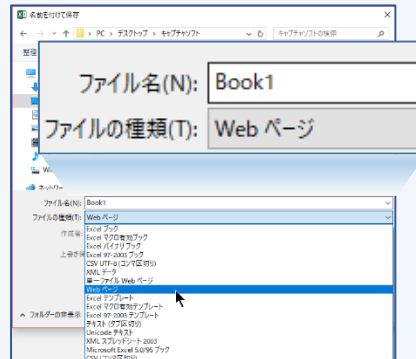 名前を付けて保存
PC > デスクトップ > キャプチャソフト
キャプチャソフトの検索
整理
ファイル名(N): Book1
ファイルの種類(T): Web ページ
ネットワーク
ファイル名(N): Book1
ファイルの種類(T): Web ページ
作成者:
Excel ブック
Excel マクロ有効ブック
Excel バイナリ ブック
Excel 97-2003 ブック
CSV UTF-8 (コンマ区切り)
XML データ
単一ファイル Web ページ
Web ページ
Excel テンプレート
Excel マクロ有効テンプレート
Excel 97-2003 テンプレート
テキスト (タブ区切り)
Unicode テキスト
XML スプレッドシート 2003
Microsoft Excel 5.0/95 ブック
CSV (コンマ区切り)
フォルダーの非表示